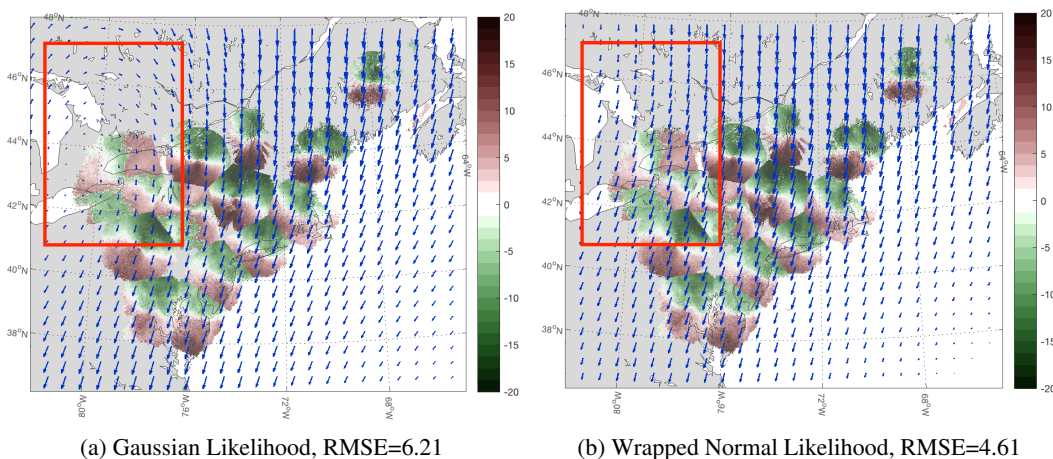 48°N
46°N
44°N
42°N
40°N
38°N
80°W
76°W
72°W
68°W
64°W
20
15
10
5
0
-5
-10
-15
-20
48°N
46°N
44°N
42°N
40°N
38°N
80°W
76°W
72°W
68°W
64°W
20
15
10
5
0
-5
-10
-15
-20
(a) Gaussian Likelihood, RMSE=6.21
(b) Wrapped Normal Likelihood, RMSE=4.61